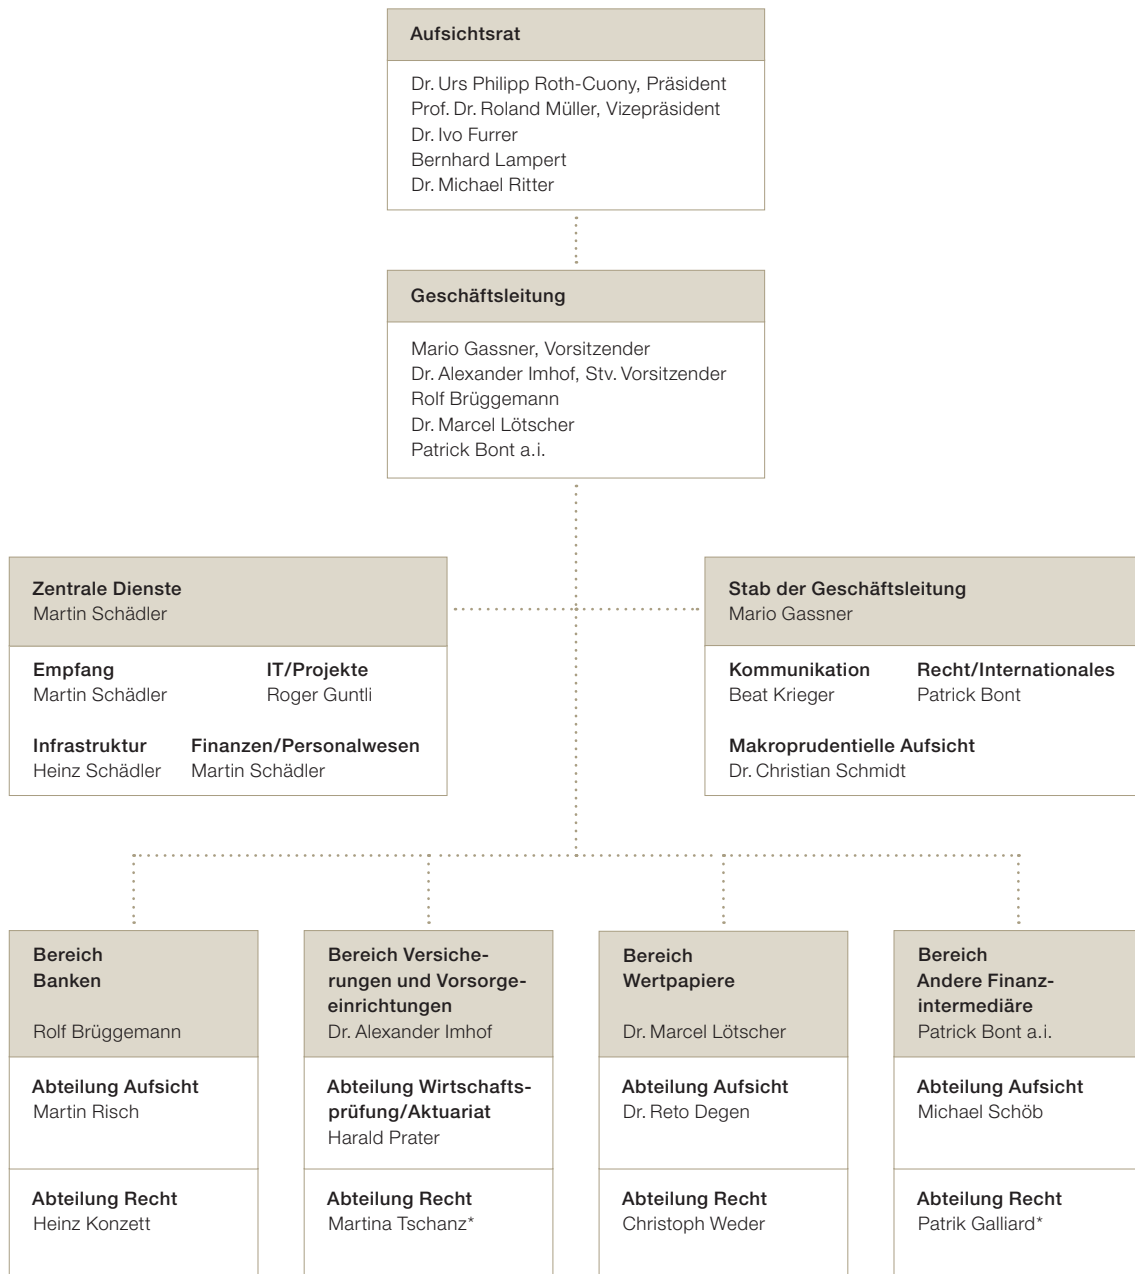 Aufsichtsrat
Dr. Urs Philipp Roth-Cuony, Präsident
Prof. Dr. Roland Müller, Vizepräsident
Dr. Ivo Furrer
Bernhard Lampert
Dr. Michael Ritter
Geschäftsleitung
Mario Gassner, Vorsitzender
Dr. Alexander Imhof, Stv. Vorsitzender
Rolf Brüggemann
Dr. Marcel Lötscher
Patrick Bont a.i.
Zentrale Dienste
Martin Schädler
Empfang
Martin Schädler
IT/Projekte
Roger Guntli
Infrastruktur
Heinz Schädler
Finanzen/Personalwesen
Martin Schädler
Stab der Geschäftsleitung
Mario Gassner
Kommunikation
Beat Krieger
Recht/Internationales
Patrick Bont
Makroprudentielle Aufsicht
Dr. Christian Schmidt
Bereich
Banken
Rolf Brüggemann
Abteilung Aufsicht
Martin Risch
Abteilung Recht
Heinz Konzett
Bereich Versiche-
rungen und Vorsorge-
einrichtungen
Dr. Alexander Imhof
Abteilung Wirtschafts-
prüfung/Aktuariat
Harald Prater
Abteilung Recht
Martina Tschanz*
Bereich
Wertpapiere
Dr. Marcel Lötscher
Abteilung Aufsicht
Dr. Reto Degen
Abteilung Recht
Christoph Weder
Bereich
Andere Finanz-
intermediäre
Patrick Bont a.i.
Abteilung Aufsicht
Michael Schöb
Abteilung Recht
Patrik Galliard*